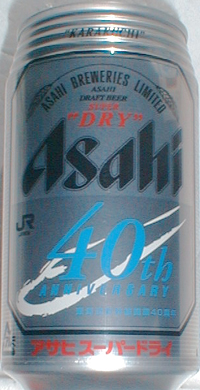 "KARAKUCHI"
ASAHI BREWERIES LIMITED
ASAHI
DRAFT BEER
SUPER
"DRY"
Asahi
JR
40th
ANNIVERSARY
アサヒスーパードライ